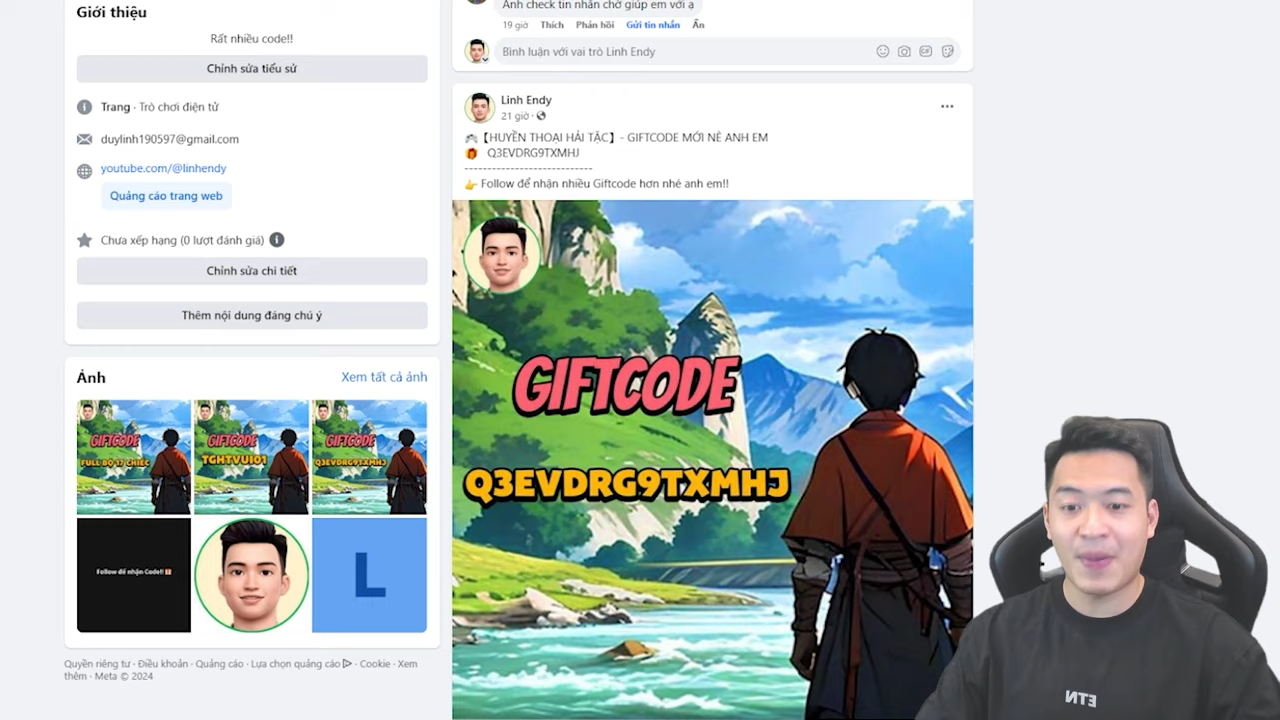 Giới thiệu
Rất nhiều code!!
Chỉnh sửa tiểu sử
Trang · Trò chơi điện tử
duylinh190597@gmail.com
youtube.com/@linhendy
Quảng cáo trang web
Chưa xếp hạng (0 lượt đánh giá)
Chỉnh sửa chi tiết
Thêm nội dung đáng chú ý
Ảnh
Xem tất cả ảnh
GIFTCODE
FULL BỘ 17 CHIẾC
GIFTCODE
TGHTVUI01
GIFTCODE
Q3EVDRG9TXMHJ
Follow để nhận Code!!
L
Quyền riêng tư · Điều khoản · Quảng cáo · Lựa chọn quảng cáo · Cookie · Xem
thêm · Meta © 2024
Anh check tin nhắn chờ giúp em với ạ
19 giờ Thích Phản hồi Gửi tin nhắn Ẩn
Bình luận với vai trò Linh Endy
Linh Endy
21 giờ ·
【HUYỀN THOẠI HẢI TẶC】- GIFTCODE MỚI NÈ ANH EM
Q3EVDRG9TXMHJ
----------------------------
Follow để nhận nhiều Giftcode hơn nhé anh em!!
GIFTCODE
Q3EVDRG9TXMHJ
ETN